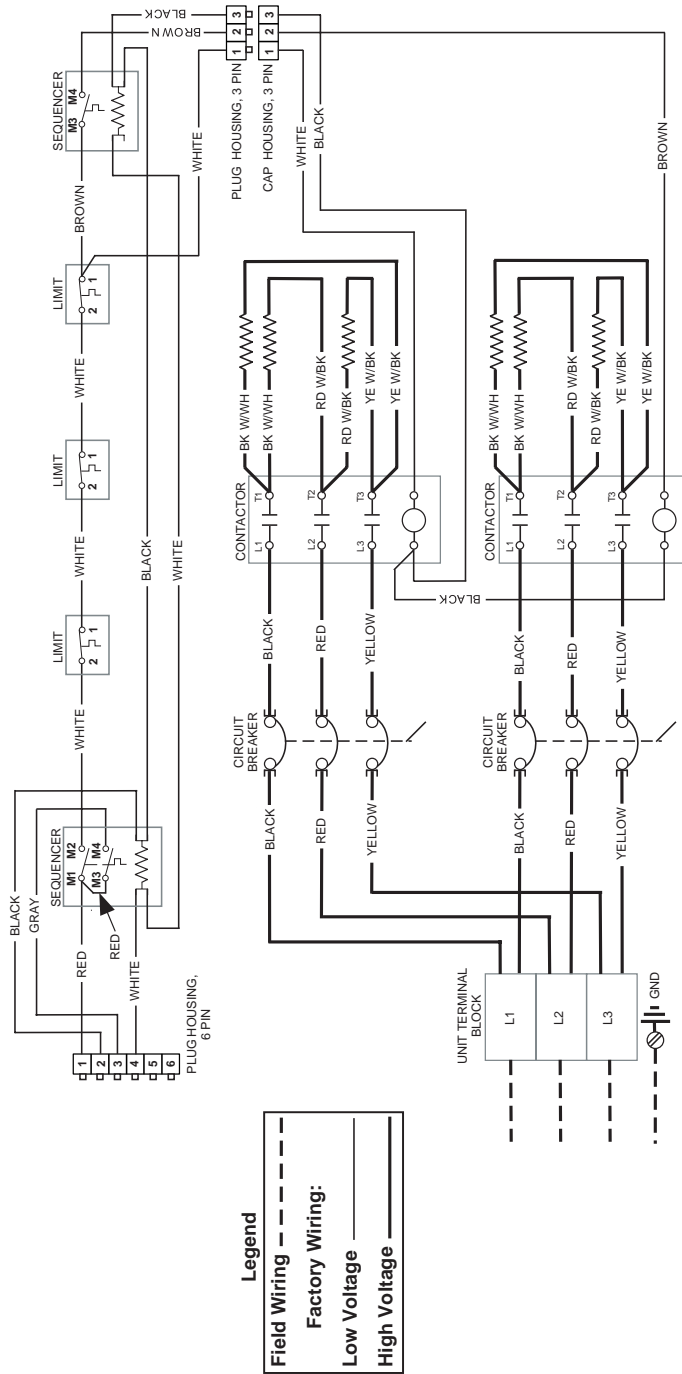 BLACK
GRAY
RED
RED
WHITE
PLUG HOUSING,
6 PIN
1
2
3
4
5
6
SEQUENCER
M1
M2
M3
M4
WHITE
LIMIT
2
1
WHITE
LIMIT
2
1
WHITE
LIMIT
2
1
BROWN
SEQUENCER
M3
M4
BLACK
WHITE
BLACK
BROWN
WHITE
3
2
1
PLUG HOUSING, 3 PIN
3
2
1
CAP HOUSING, 3 PIN
WHITE
BLACK
BROWN
CIRCUIT
BREAKER
BLACK
RED
YELLOW
BLACK
RED
YELLOW
CONTACTOR
L1
T1
L2
T2
L3
T3
BK W/WH
BK W/WH
RD W/BK
RD W/BK
YE W/BK
YE W/BK
BLACK
CIRCUIT
BREAKER
BLACK
RED
YELLOW
BLACK
RED
YELLOW
CONTACTOR
L1
T1
L2
T2
L3
T3
BK W/WH
BK W/WH
RD W/BK
RD W/BK
YE W/BK
YE W/BK
UNIT TERMINAL
BLOCK
L1
L2
L3
GND
Legend
Field Wiring
Factory Wiring:
Low Voltage
High Voltage